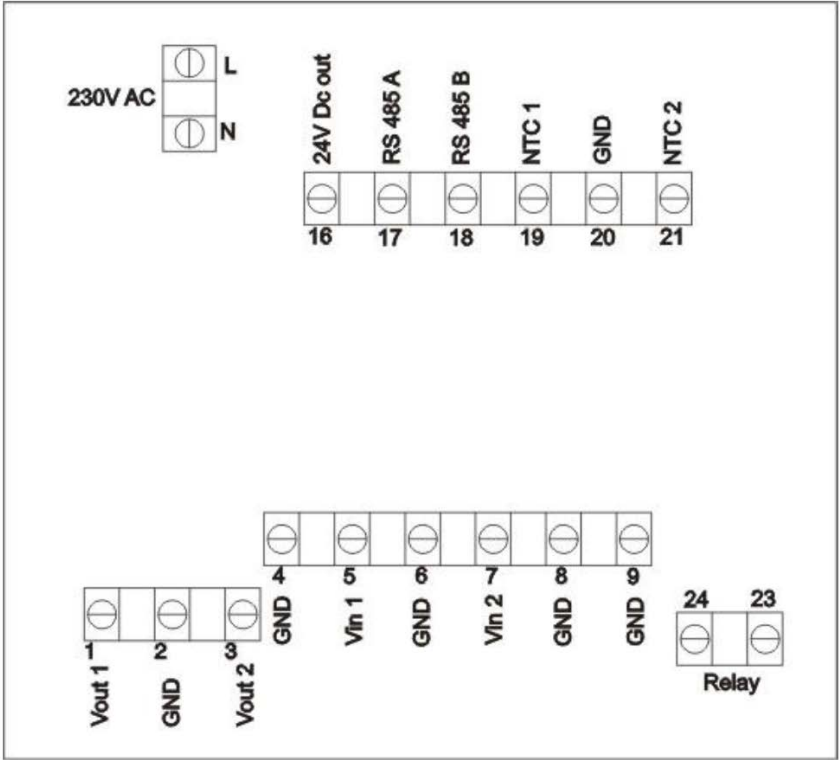 L
230V AC
N
24V Dc out
RS 485 A
RS 485 B
NTC 1
GND
NTC 2
16 17 18 19 20 21
4 5 6 7 8 9
GND
Vin 1
GND
Vin 2
GND
GND
1 2 3
Vout 1
GND
Vout 2
24 23
Relay